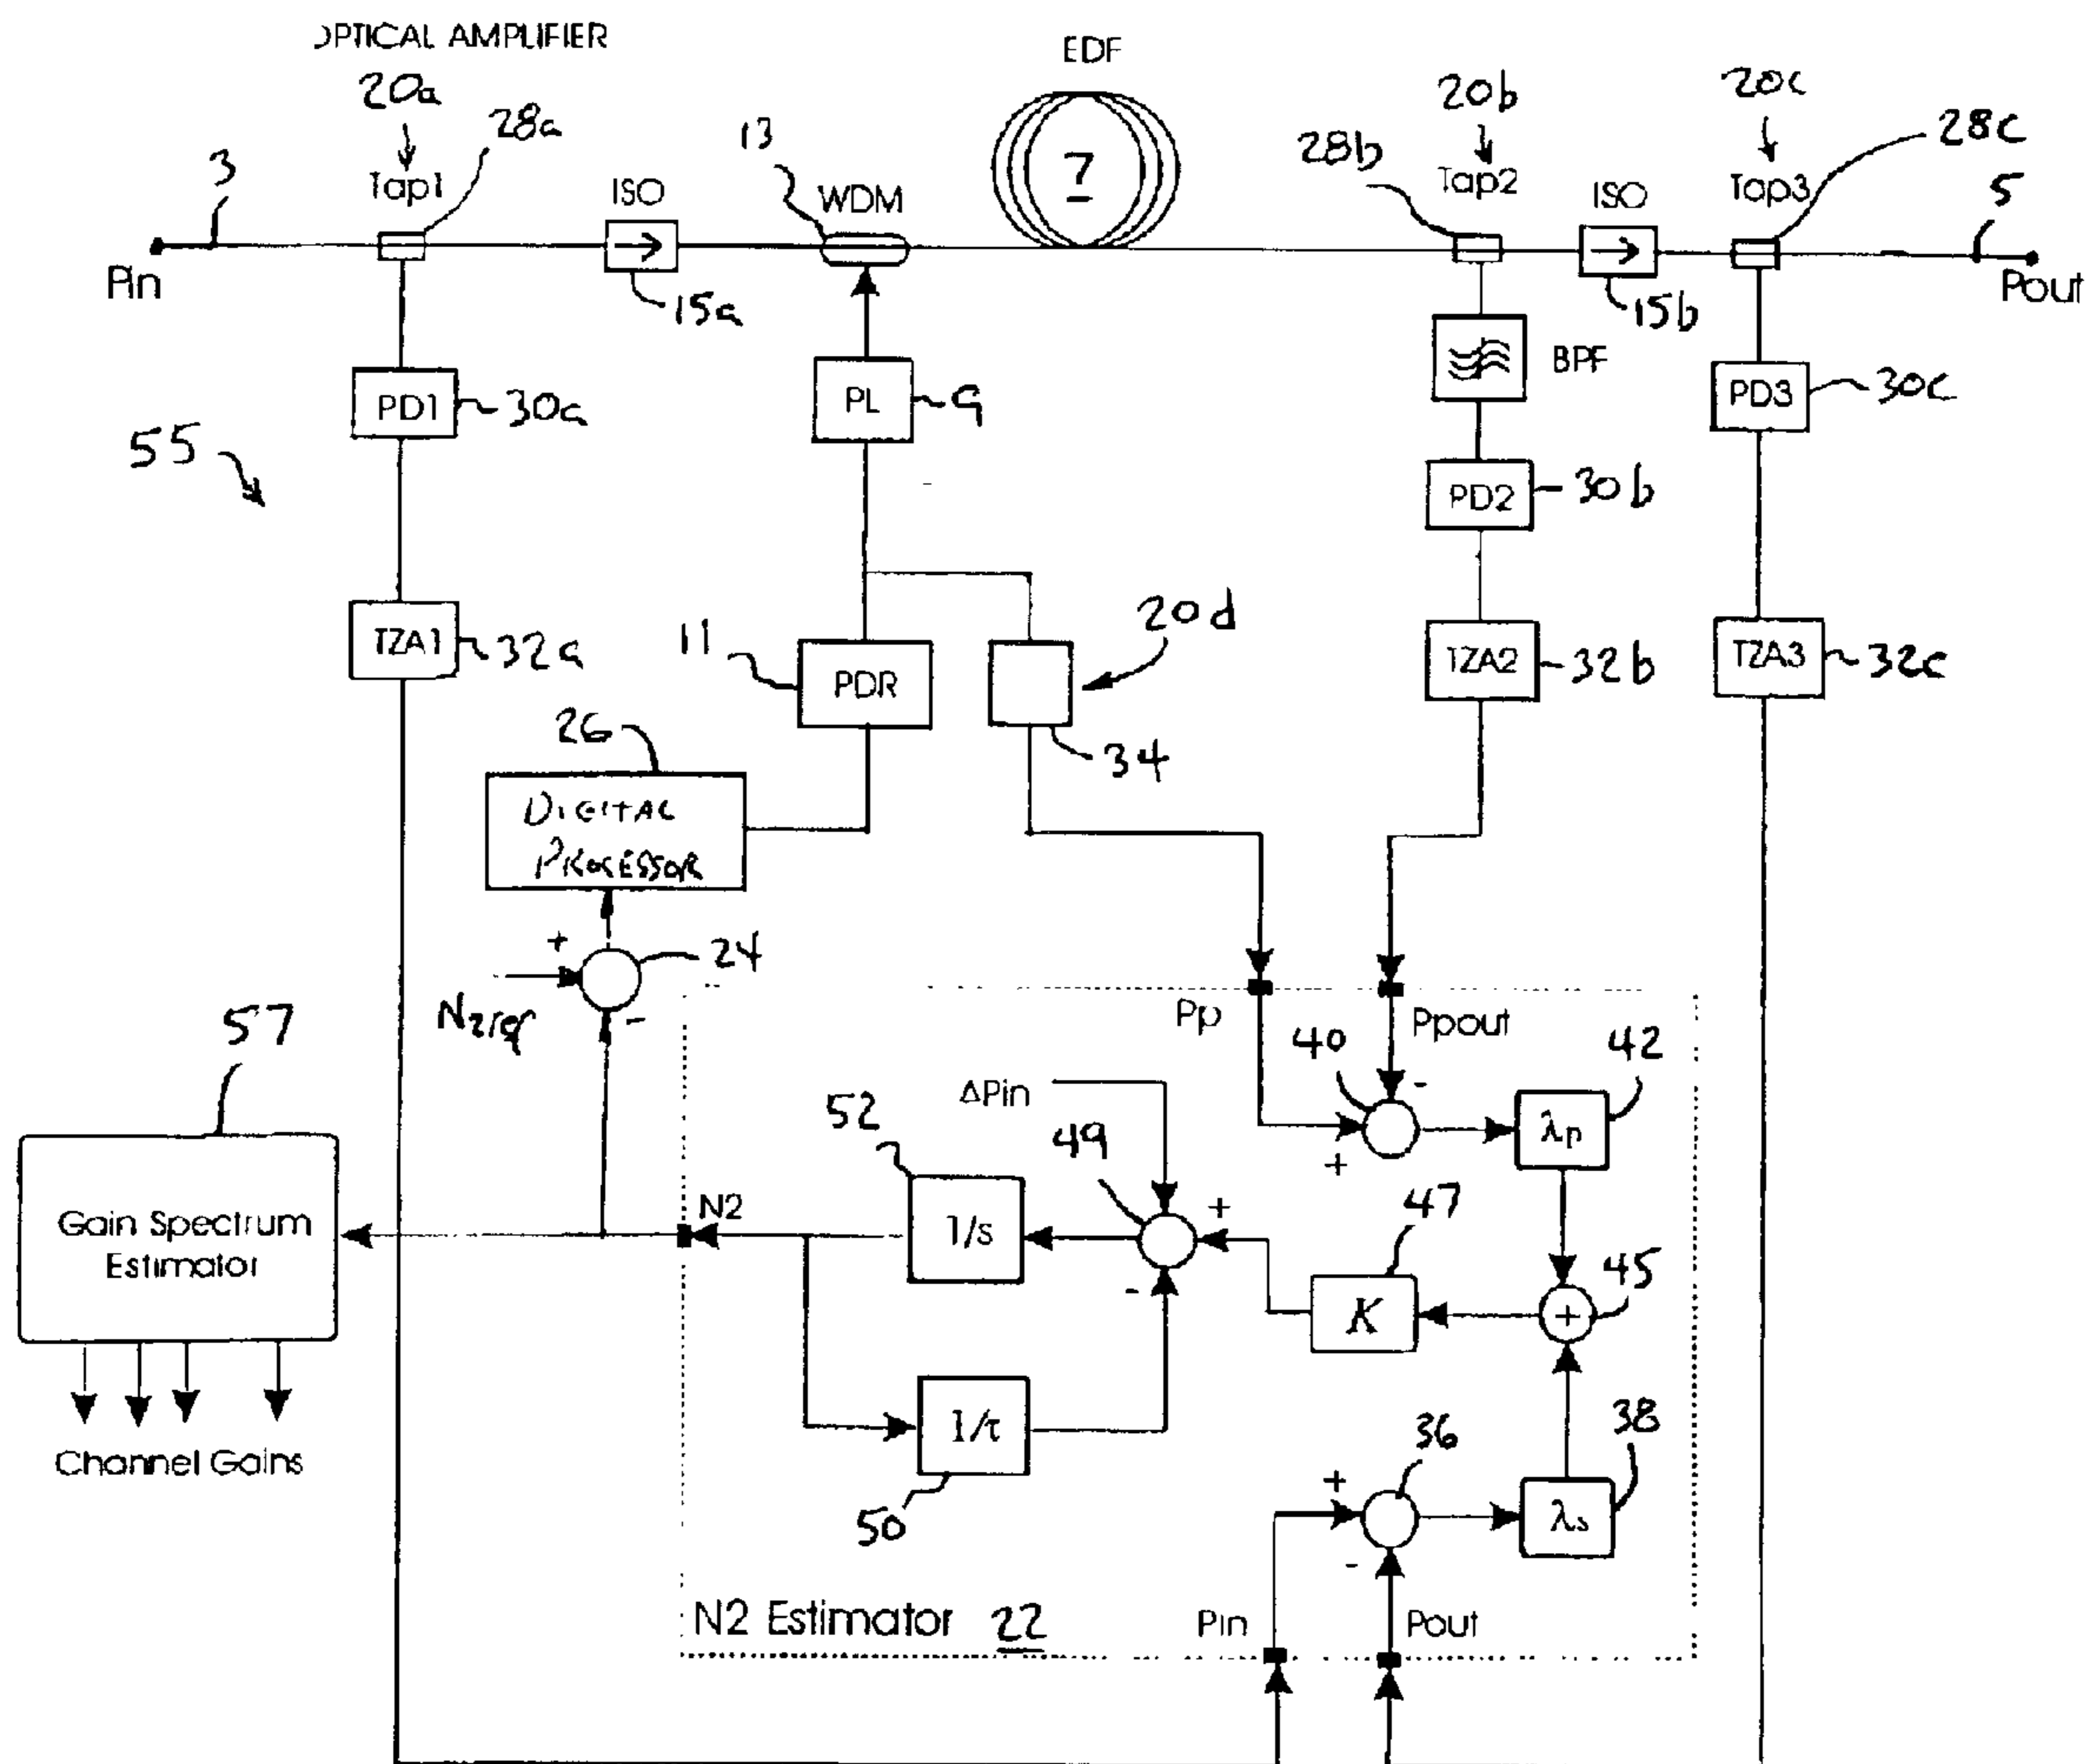 OPTICAL AMPLIFIER
EDF
20a
20b
20c
28a
28b
28c
13
7
3
Tap1
ISO
WDM
Tap2
ISO
Tap3
5
Pin
Pout
15a
15b
BPF
PL
9
PD1
30a
PD3
30c
55
PD2
30b
20d
11
TZA1
32a
PDR
TZA2
32b
TZA3
32c
34
26
DIGITAL
PROCESSOR
+
24
N2ref
-
57
Pp
Ppout
40
42
ΔPin
-
52
49
λp
+
47
N2
+
Gain Spectrum
Estimator
1/s
45
-
K
+
1/τ
38
36
Channel Gains
+
50
λs
-
N2 Estimator 22
Pin
Pout